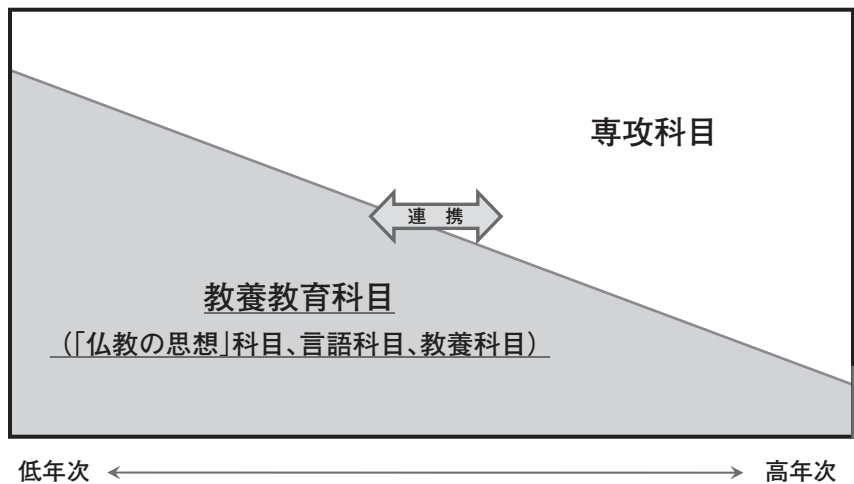 専攻科目
連 携
教養教育科目
(「仏教の思想」科目、言語科目、教養科目)
低年次 高年次